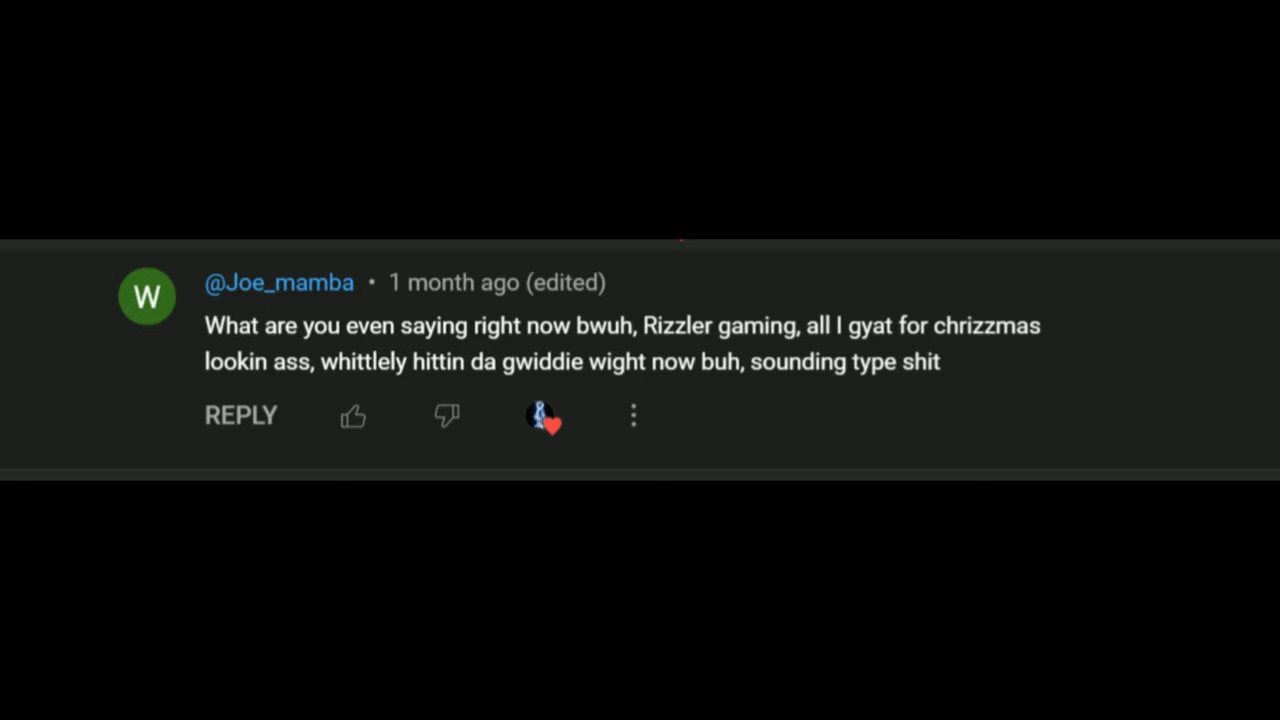 W
@Joe_mamba • 1 month ago (edited)
What are you even saying right now bwuh, Rizzler gaming, all I gyat for chrizzmas
lookin ass, whittlely hittin da gwiddie wight now buh, sounding type shit
REPLY